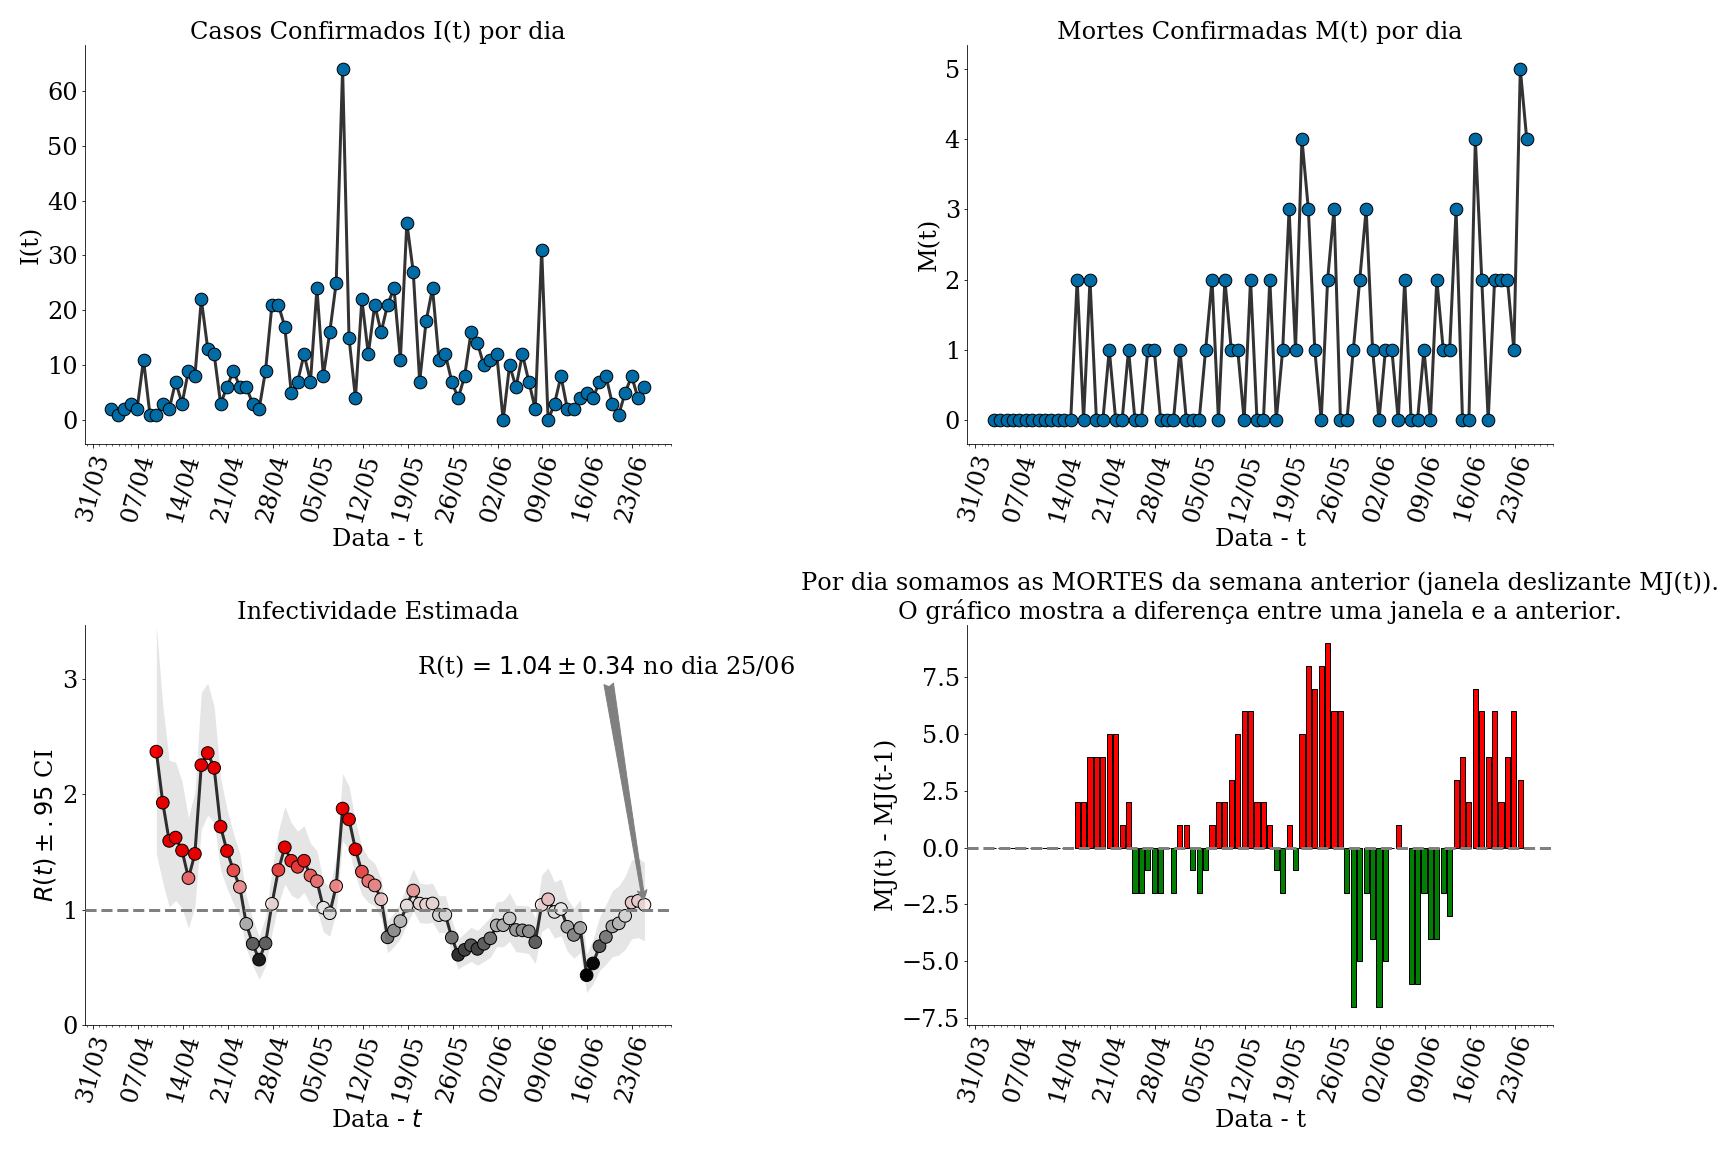 Casos Confirmados I(t) por dia
I(t)
60
50
40
30
20
10
0
31/03 07/04 14/04 21/04 28/04 05/05 12/05 19/05 26/05 02/06 09/06 16/06 23/06
Data - t
Mortes Confirmadas M(t) por dia
M(t)
5
4
3
2
1
0
31/03 07/04 14/04 21/04 28/04 05/05 12/05 19/05 26/05 02/06 09/06 16/06 23/06
Data - t
Infectividade Estimada
R(t) = 1.04 ± 0.34 no dia 25/06
R(t) ± .95 CI
3
2
1
0
31/03 07/04 14/04 21/04 28/04 05/05 12/05 19/05 26/05 02/06 09/06 16/06 23/06
Data - t
Por dia somamos as MORTES da semana anterior (janela deslizante MJ(t)).
O gráfico mostra a diferença entre uma janela e a anterior.
MJ(t) - MJ(t-1)
7.5
5.0
2.5
0.0
−2.5
−5.0
−7.5
31/03 07/04 14/04 21/04 28/04 05/05 12/05 19/05 26/05 02/06 09/06 16/06 23/06
Data - t